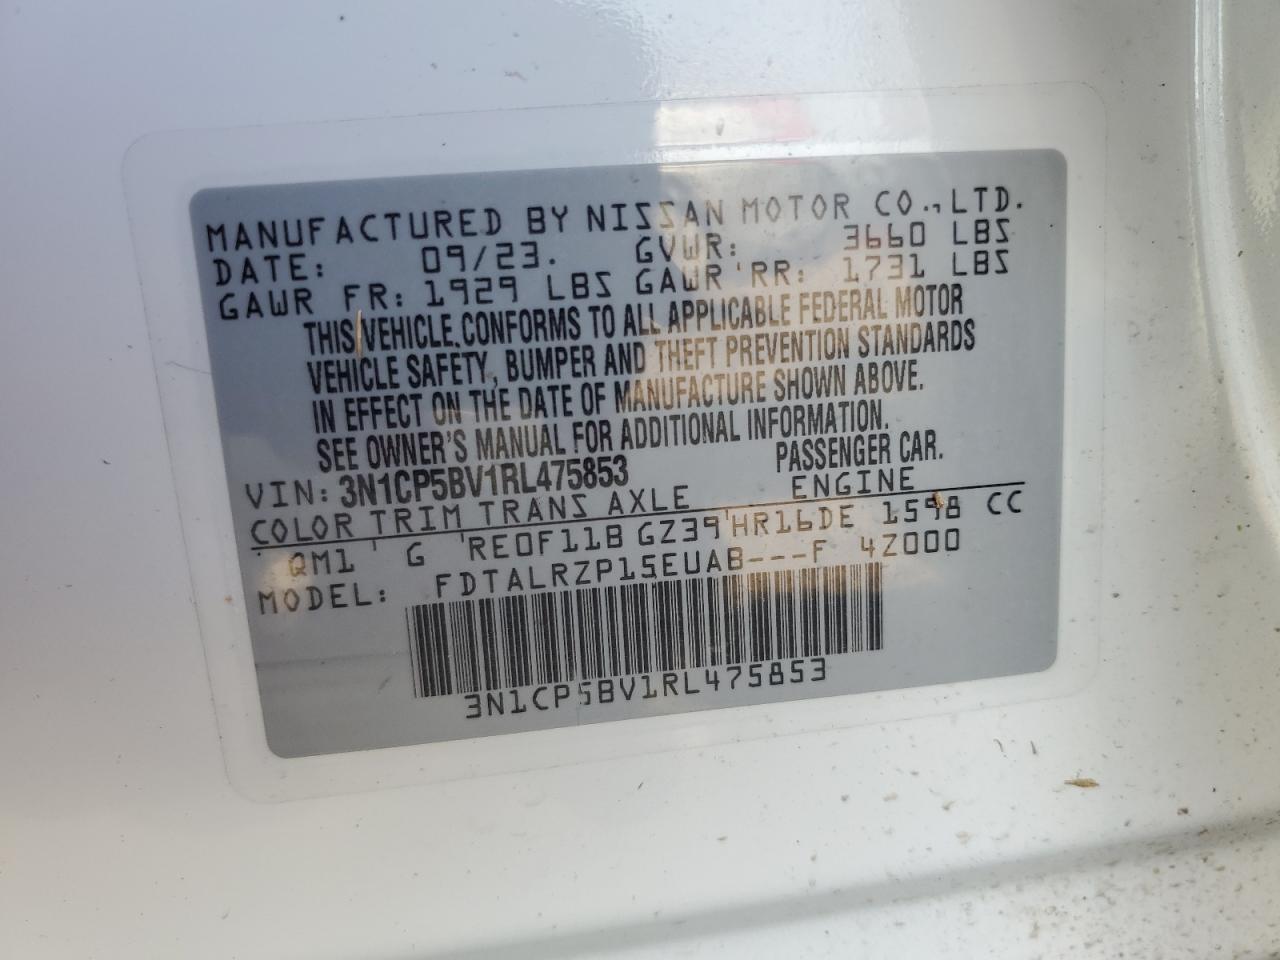 MANUFACTURED BY NISSAN MOTOR CO.,LTD.
DATE: 09/23. GVWR: 3660 LBS
GAWR FR: 1929 LBS GAWR RR: 1731 LBS
THIS VEHICLE CONFORMS TO ALL APPLICABLE FEDERAL MOTOR
VEHICLE SAFETY, BUMPER AND THEFT PREVENTION STANDARDS
IN EFFECT ON THE DATE OF MANUFACTURE SHOWN ABOVE.
SEE OWNER'S MANUAL FOR ADDITIONAL INFORMATION.
VIN: 3N1CP5BV1RL475853 PASSENGER CAR.
COLOR TRIM TRANS AXLE ENGINE
QM1 G RE0F11B GZ39 HR16DE 1598 CC
MODEL: FDTALRZP15EUAB---F 4Z000
3N1CP5BV1RL475853